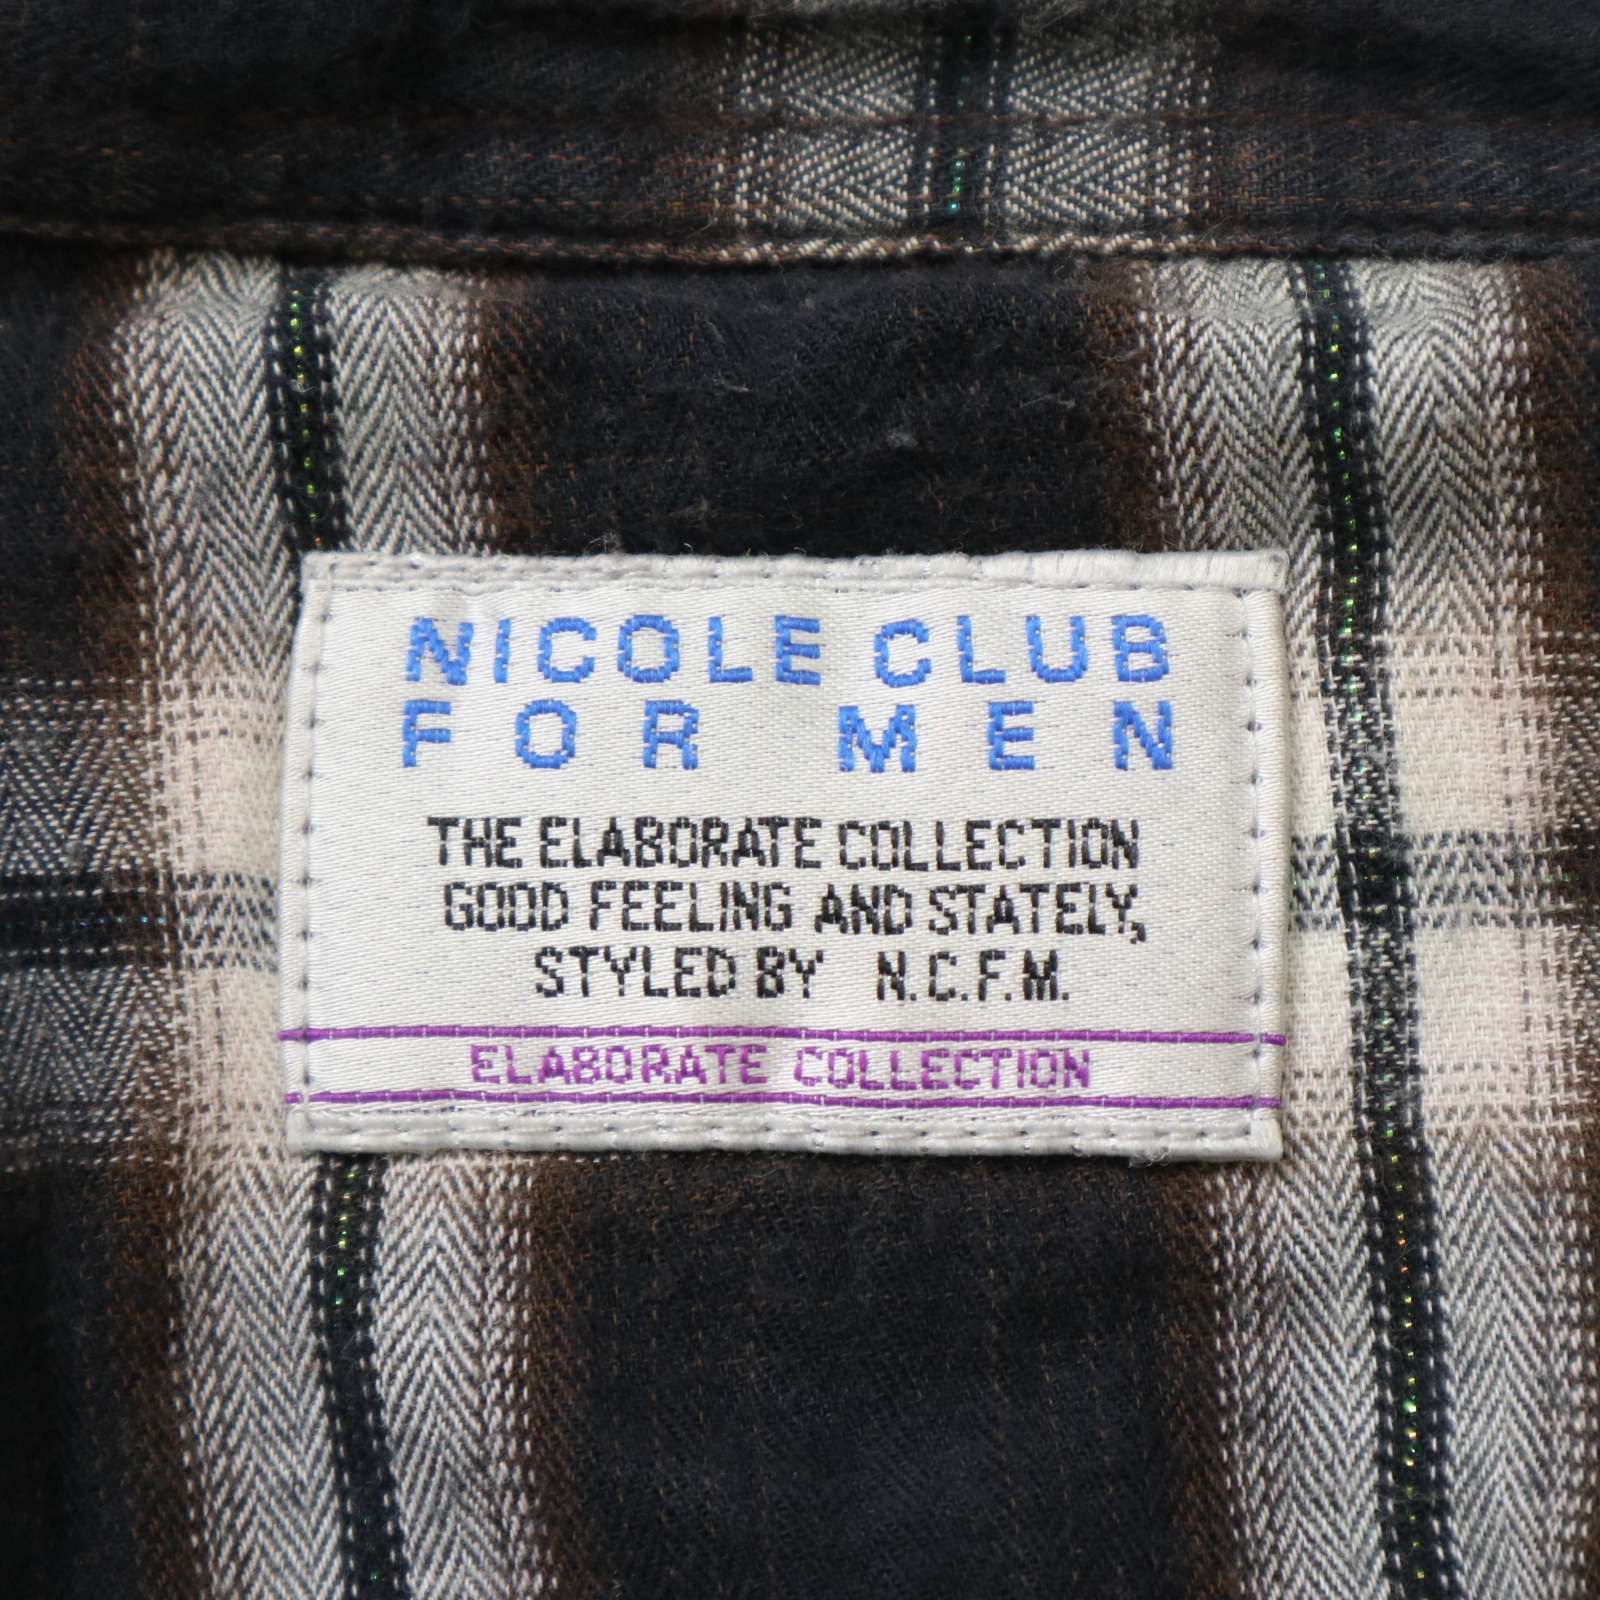 NICOLE CLUB
FOR MEN
THE ELABORATE COLLECTION
GOOD FEELING AND STATELY,
STYLED BY N.C.F.M.
ELABORATE COLLECTION